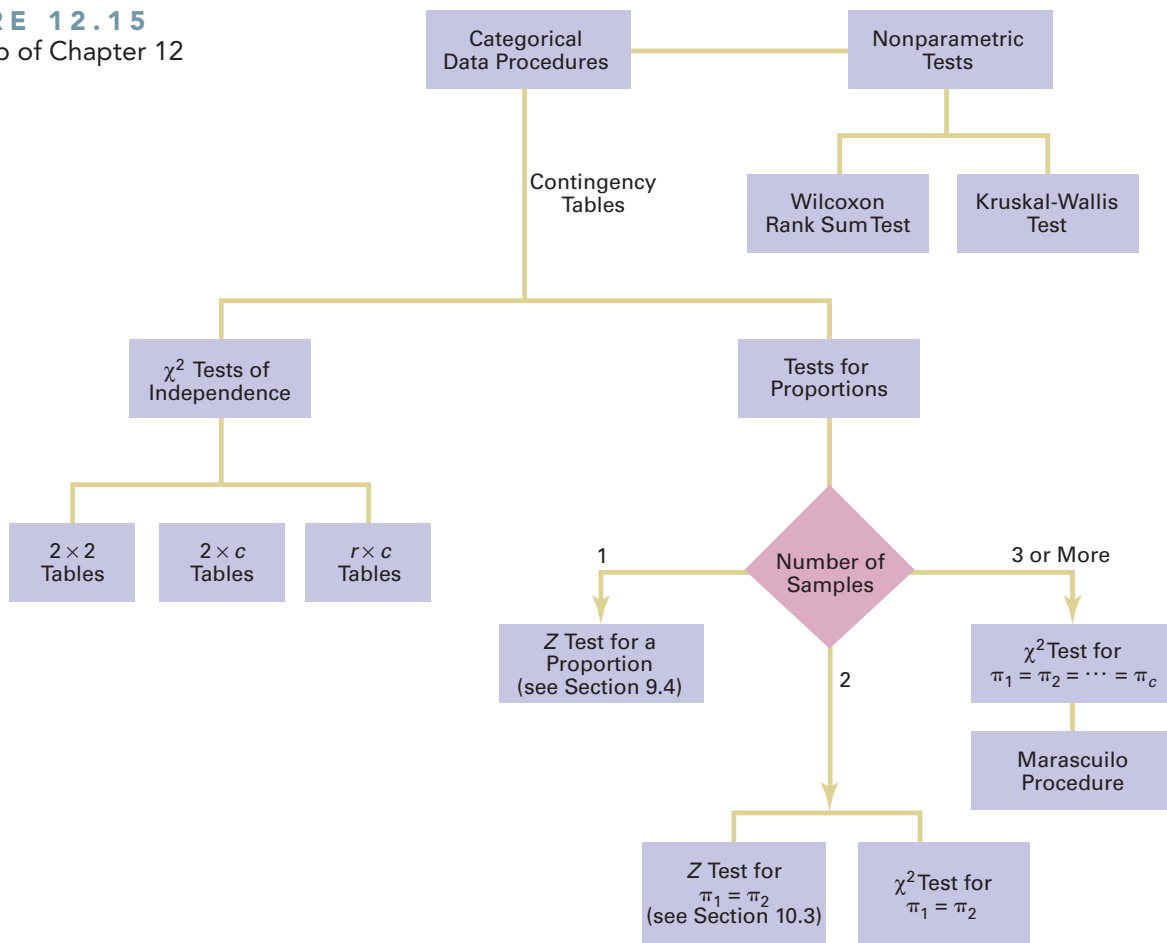 RE 12.15
p of Chapter 12
Categorical
Data Procedures
Nonparametric
Tests
Contingency
Tables
Wilcoxon
Rank Sum Test
Kruskal-Wallis
Test
χ² Tests of
Independence
Tests for
Proportions
2 × 2
Tables
2 × c
Tables
r × c
Tables
Number of
Samples
1
3 or More
2
Z Test for a
Proportion
(see Section 9.4)
χ² Test for
π₁ = π₂ = ⋯ = π_c
Marascuilo
Procedure
Z Test for
π₁ = π₂
(see Section 10.3)
χ² Test for
π₁ = π₂